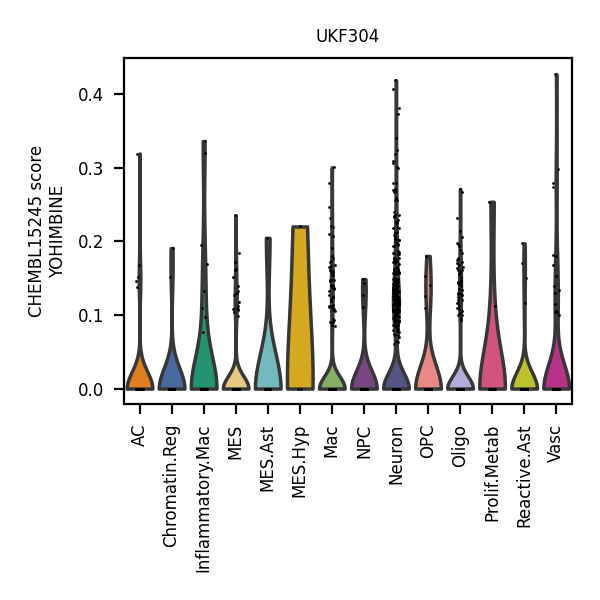 UKF304
CHEMBL15245 score
YOHIMBINE
0.4
0.3
0.2
0.1
0.0
AC
Chromatin.Reg
Inflammatory.Mac
MES
MES.Ast
MES.Hyp
Mac
NPC
Neuron
OPC
Oligo
Prolif.Metab
Reactive.Ast
Vasc